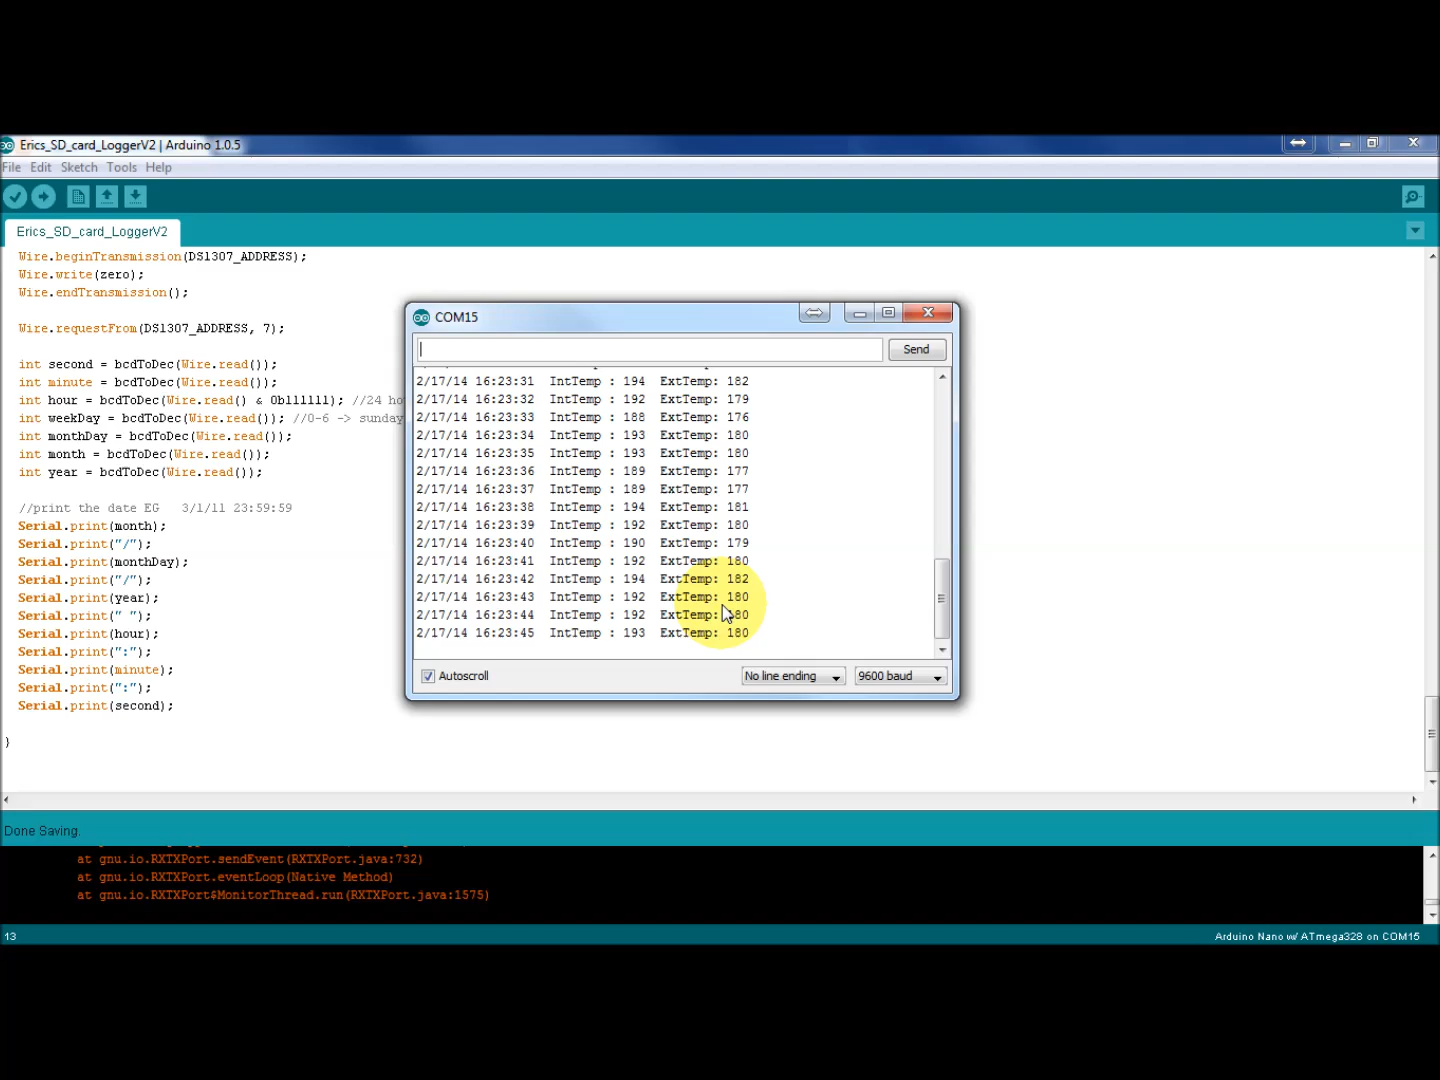 Erics_SD_card_LoggerV2 | Arduino 1.0.5
File Edit Sketch Tools Help
Erics_SD_card_LoggerV2
Wire.beginTransmission(DS1307_ADDRESS);
Wire.write(zero);
Wire.endTransmission();
Wire.requestFrom(DS1307_ADDRESS, 7);
int second = bcdToDec(Wire.read());
int minute = bcdToDec(Wire.read());
int hour = bcdToDec(Wire.read() & 0b111111); //24 ho
int weekDay = bcdToDec(Wire.read()); //0-6 -> sunday
int monthDay = bcdToDec(Wire.read());
int month = bcdToDec(Wire.read());
int year = bcdToDec(Wire.read());
//print the date EG   3/1/11 23:59:59
Serial.print(month);
Serial.print("/");
Serial.print(monthDay);
Serial.print("/");
Serial.print(year);
Serial.print(" ");
Serial.print(hour);
Serial.print(":");
Serial.print(minute);
Serial.print(":");
Serial.print(second);
}
COM15
Send
2/17/14 16:23:31  IntTemp : 194  ExtTemp: 182
2/17/14 16:23:32  IntTemp : 192  ExtTemp: 179
2/17/14 16:23:33  IntTemp : 188  ExtTemp: 176
2/17/14 16:23:34  IntTemp : 193  ExtTemp: 180
2/17/14 16:23:35  IntTemp : 193  ExtTemp: 180
2/17/14 16:23:36  IntTemp : 189  ExtTemp: 177
2/17/14 16:23:37  IntTemp : 189  ExtTemp: 177
2/17/14 16:23:38  IntTemp : 194  ExtTemp: 181
2/17/14 16:23:39  IntTemp : 192  ExtTemp: 180
2/17/14 16:23:40  IntTemp : 190  ExtTemp: 179
2/17/14 16:23:41  IntTemp : 192  ExtTemp: 180
2/17/14 16:23:42  IntTemp : 194  ExtTemp: 182
2/17/14 16:23:43  IntTemp : 192  ExtTemp: 180
2/17/14 16:23:44  IntTemp : 192  ExtTemp: 180
2/17/14 16:23:45  IntTemp : 193  ExtTemp: 180
Autoscroll
No line ending
9600 baud
Done Saving.
at gnu.io.RXTXPort.sendEvent(RXTXPort.java:732)
at gnu.io.RXTXPort.eventLoop(Native Method)
at gnu.io.RXTXPort$MonitorThread.run(RXTXPort.java:1575)
13
Arduino Nano w/ ATmega328 on COM15